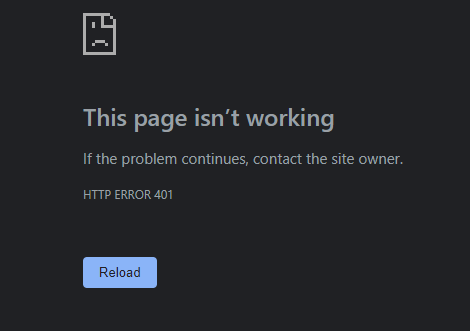 This page isn’t working
If the problem continues, contact the site owner.
HTTP ERROR 401
Reload